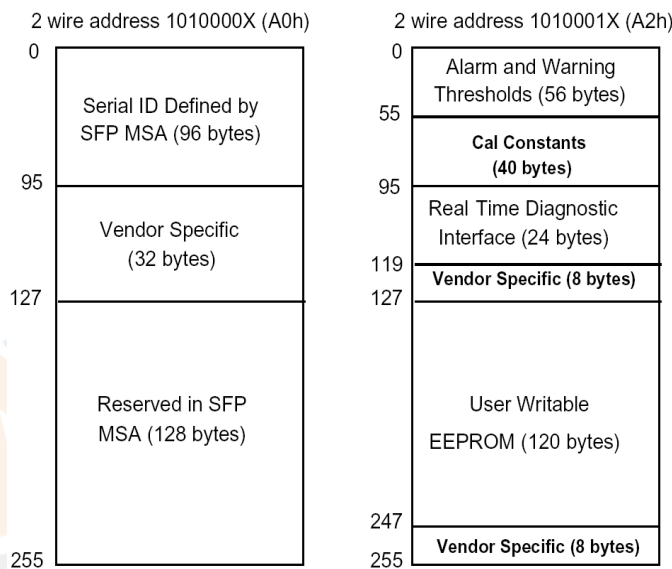 2 wire address 1010000X (A0h)
0
Serial ID Defined by
SFP MSA (96 bytes)
95
Vendor Specific
(32 bytes)
127
Reserved in SFP
MSA (128 bytes)
255
2 wire address 1010001X (A2h)
0
Alarm and Warning
Thresholds (56 bytes)
55
Cal Constants
(40 bytes)
95
Real Time Diagnostic
Interface (24 bytes)
119
Vendor Specific (8 bytes)
127
User Writable
EEPROM (120 bytes)
247
Vendor Specific (8 bytes)
255